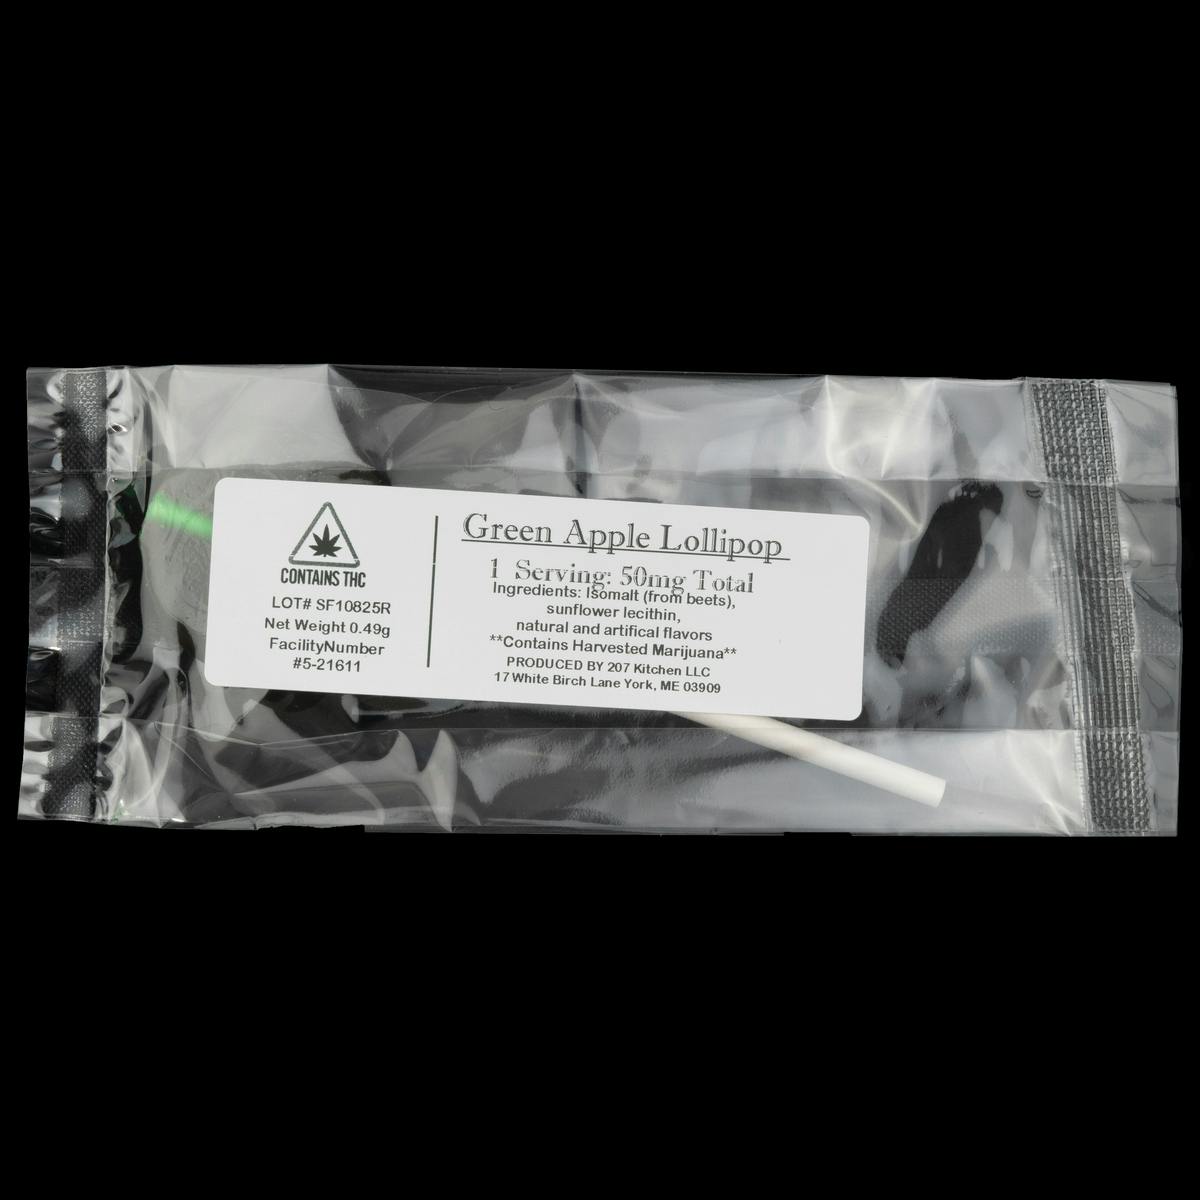 CONTAINS THC
LOT# SF10825R
Net Weight 0.49g
FacilityNumber
#5-21611
Green Apple Lollipop
1 Serving: 50mg Total
Ingredients: Isomalt (from beets),
sunflower lecithin,
natural and artifical flavors
**Contains Harvested Marijuana**
PRODUCED BY 207 Kitchen LLC
17 White Birch Lane York, ME 03909